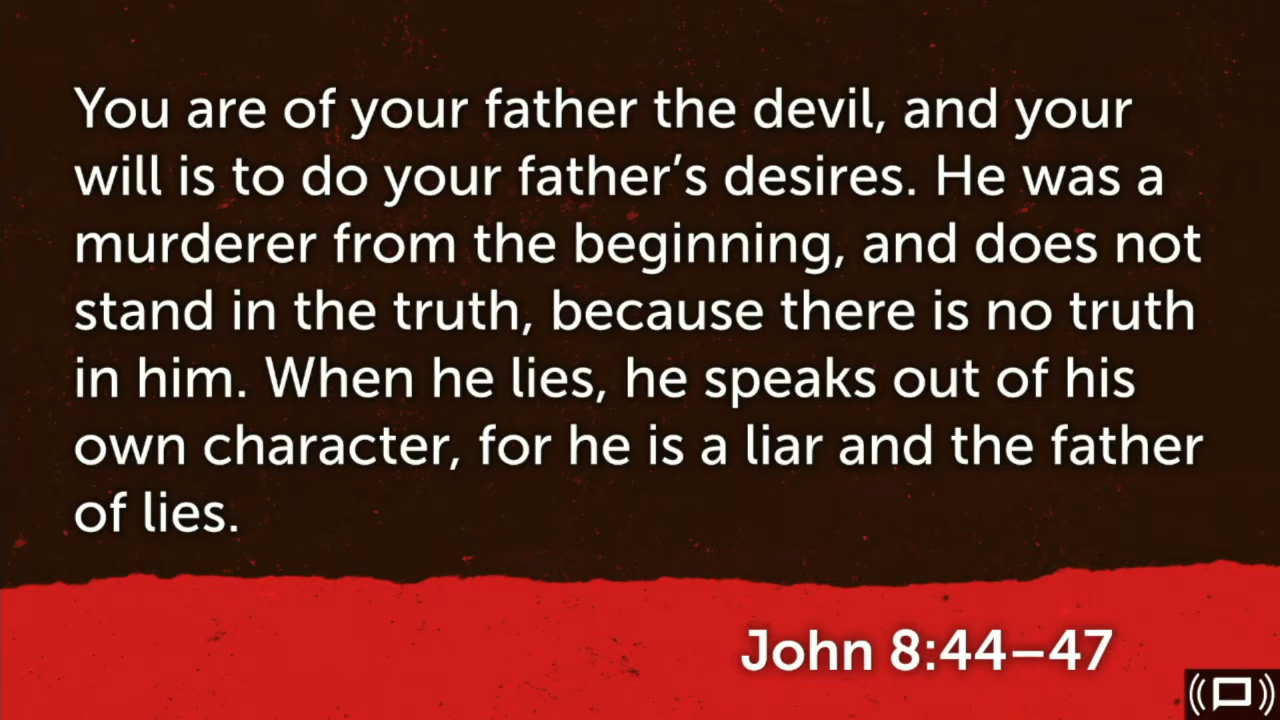 You are of your father the devil, and your
will is to do your father’s desires. He was a
murderer from the beginning, and does not
stand in the truth, because there is no truth
in him. When he lies, he speaks out of his
own character, for he is a liar and the father
of lies.
John 8:44–47